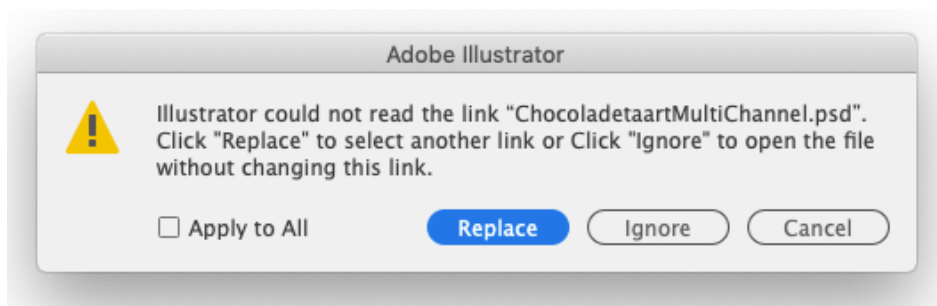 Adobe Illustrator
Illustrator could not read the link “ChocoladetaartMultiChannel.psd”.
Click "Replace" to select another link or Click "Ignore" to open the file
without changing this link.
Apply to All
Replace
Ignore
Cancel